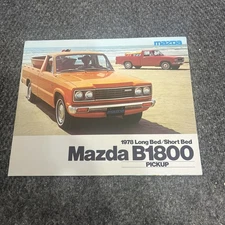 mazda
1978 Long Bed/Short Bed
Mazda B1800
PICKUP